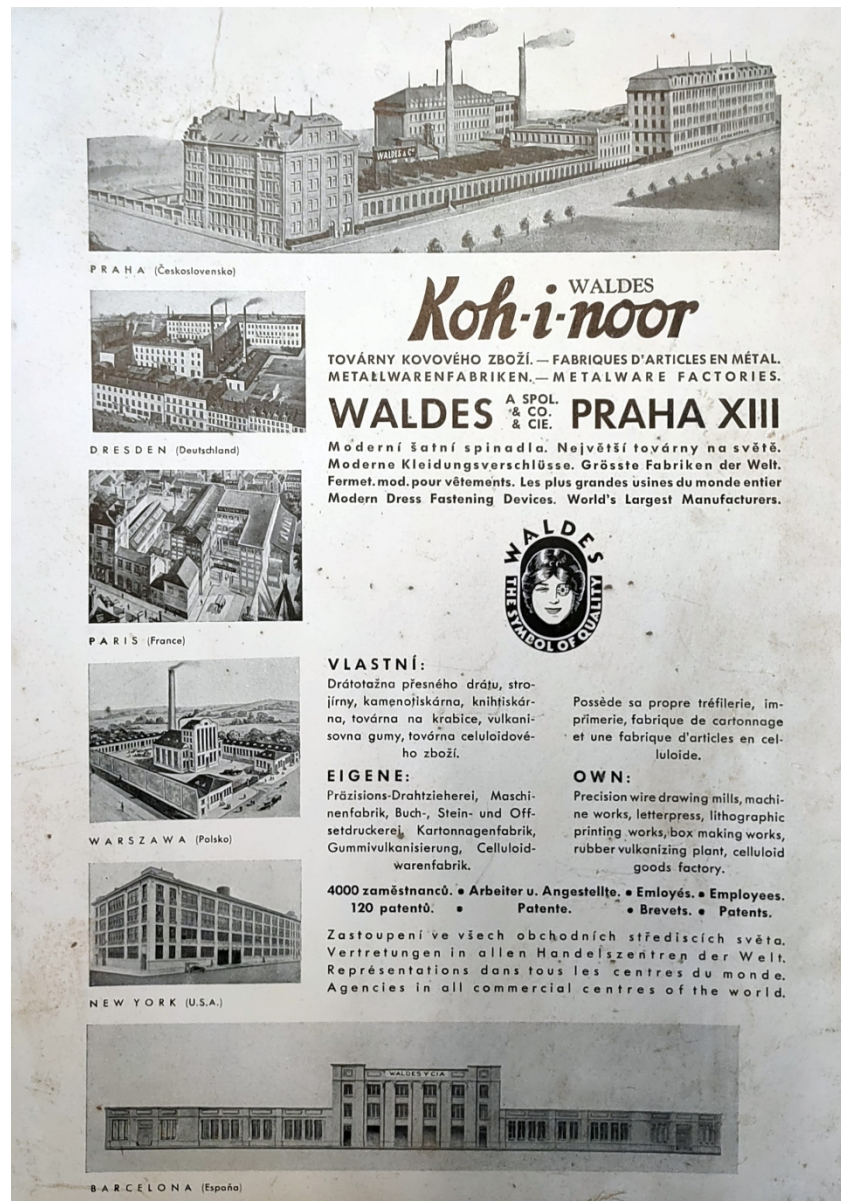 WALDES & Co
PRAHA (Československo)
WALDES
Koh-i-noor
TOVÁRNY KOVOVÉHO ZBOŽÍ. — FABRIQUES D'ARTICLES EN MÉTAL.
METALLWARENFABRIKEN. — METALWARE FACTORIES.
WALDES A SPOL. & CO. & CIE. PRAHA XIII
Moderní šatní spinadla. Největší továrny na světě.
Moderne Kleidungsverschlüsse. Grösste Fabriken der Welt.
Fermet. mod. pour vêtements. Les plus grandes usines du monde entier
Modern Dress Fastening Devices. World's Largest Manufacturers.
DRESDEN (Deutschland)
WALDES
THE SYMBOL OF QUALITY
PARIS (France)
VLASTNÍ:
Drátotažna přesného drátu, stro-
jírny, kamenotiskárna, knihtiskár-
na, továrna na krabice, vulkani-
sovna gumy, továrna celuloidové-
ho zboží.
Possède sa propre tréfilerie, im-
primerie, fabrique de cartonnage
et une fabrique d'articles en cel-
luloide.
EIGENE:
Präzisions-Drahtzieherei, Maschi-
nenfabrik, Buch-, Stein- und Off-
setdruckerei, Kartonnagenfabrik,
Gummivulkanisierung, Celluloid-
warenfabrik.
OWN:
Precision wire drawing mills, machi-
ne works, letterpress, lithographic
printing works, box making works,
rubber vulkanizing plant, celluloid
goods factory.
WARSZAWA (Polsko)
4000 zaměstnanců. • Arbeiter u. Angestellte. • Emloyés. • Employees.
120 patentů. • Patente. • Brevets. • Patents.
Zastoupení ve všech obchodních střediscích světa.
Vertretungen in allen Handelszentren der Welt.
Représentations dans tous les centres du monde.
Agencies in all commercial centres of the world.
NEW YORK (U.S.A.)
WALDES Y CIA
BARCELONA (España)